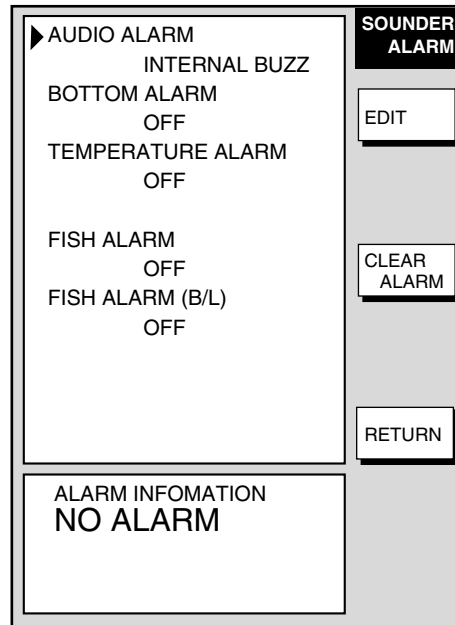 AUDIO ALARM
INTERNAL BUZZ
BOTTOM ALARM
OFF
TEMPERATURE ALARM
OFF
FISH ALARM
OFF
FISH ALARM (B/L)
OFF
ALARM INFOMATION
NO ALARM
SOUNDER
ALARM
EDIT
CLEAR
ALARM
RETURN